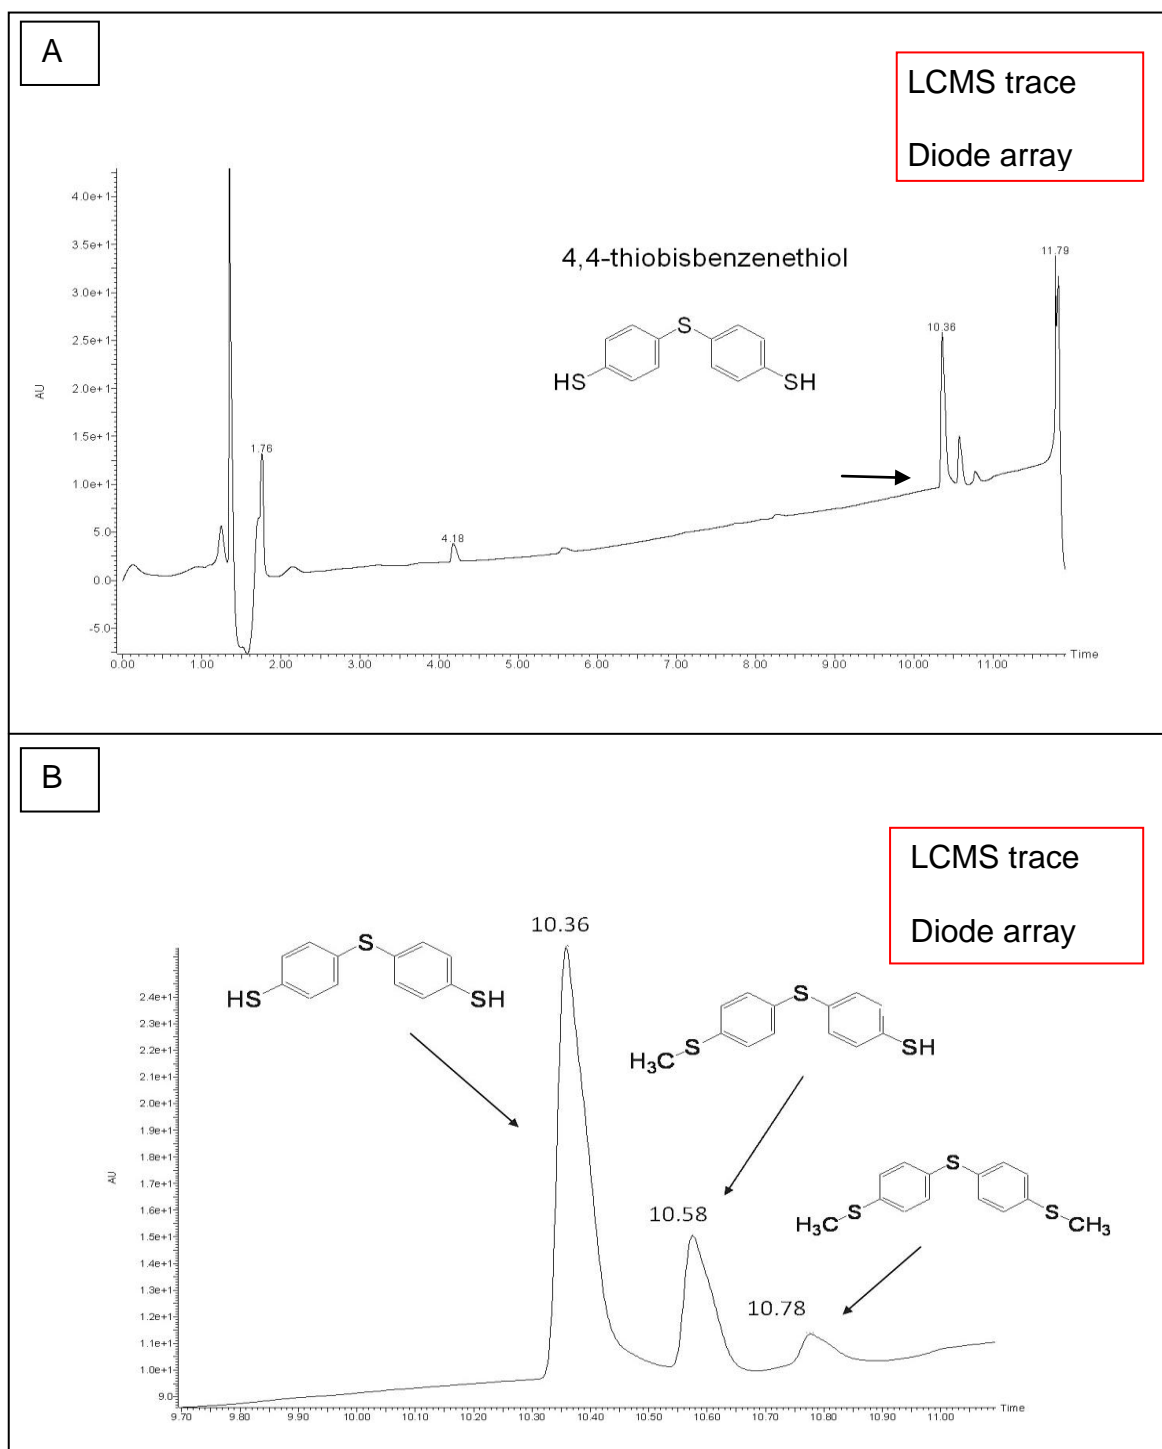 A
LCMS trace
Diode array
4,4-thiobisbenzenethiol
S
HS
SH
AU
4.0e+1
3.5e+1
3.0e+1
2.5e+1
2.0e+1
1.5e+1
1.0e+1
5.0
0.0
-5.0
1.76
4.18
10.36
11.79
0.00 1.00 2.00 3.00 4.00 5.00 6.00 7.00 8.00 9.00 10.00 11.00
Time
B
LCMS trace
Diode array
10.36
S
HS
SH
S
S
H₃C
SH
10.58
S
S
H₃C
S
CH₃
10.78
AU
2.4e+1
2.3e+1
2.2e+1
2.1e+1
2.0e+1
1.9e+1
1.8e+1
1.7e+1
1.6e+1
1.5e+1
1.4e+1
1.3e+1
1.2e+1
1.1e+1
1.0e+1
9.0
9.70 9.80 9.90 10.00 10.10 10.20 10.30 10.40 10.50 10.60 10.70 10.80 10.90 11.00
Time